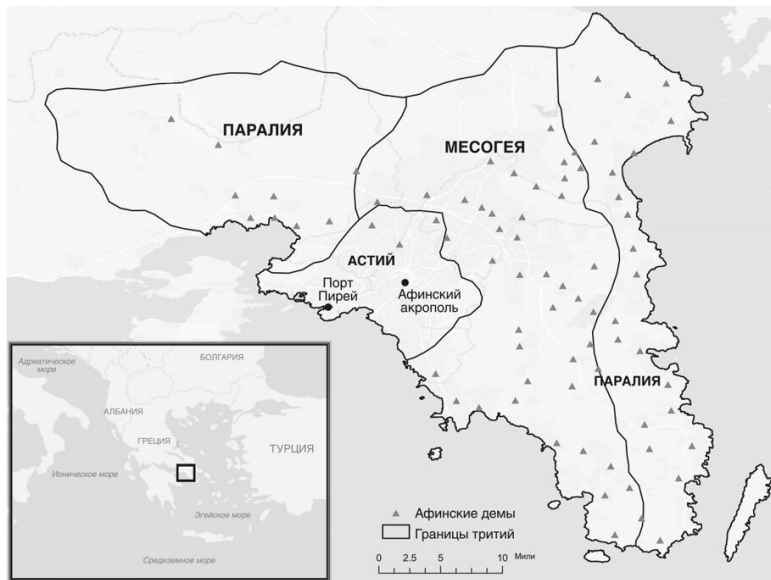 ПАРАЛИЯ
МЕСОГЕЯ
АСТИЙ
Порт
Пирей
Афинский
акрополь
ПАРАЛИЯ
Адриатическое
море
БОЛГАРИЯ
АЛБАНИЯ
ГРЕЦИЯ
ТУРЦИЯ
Ионическое море
Эгейское море
Средиземное море
Афинские демы
Границы тритий
0 2.5 5 10 Мили